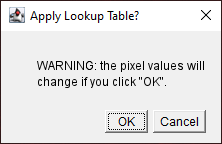 Apply Lookup Table?
WARNING: the pixel values will
change if you click "OK".
OK Cancel